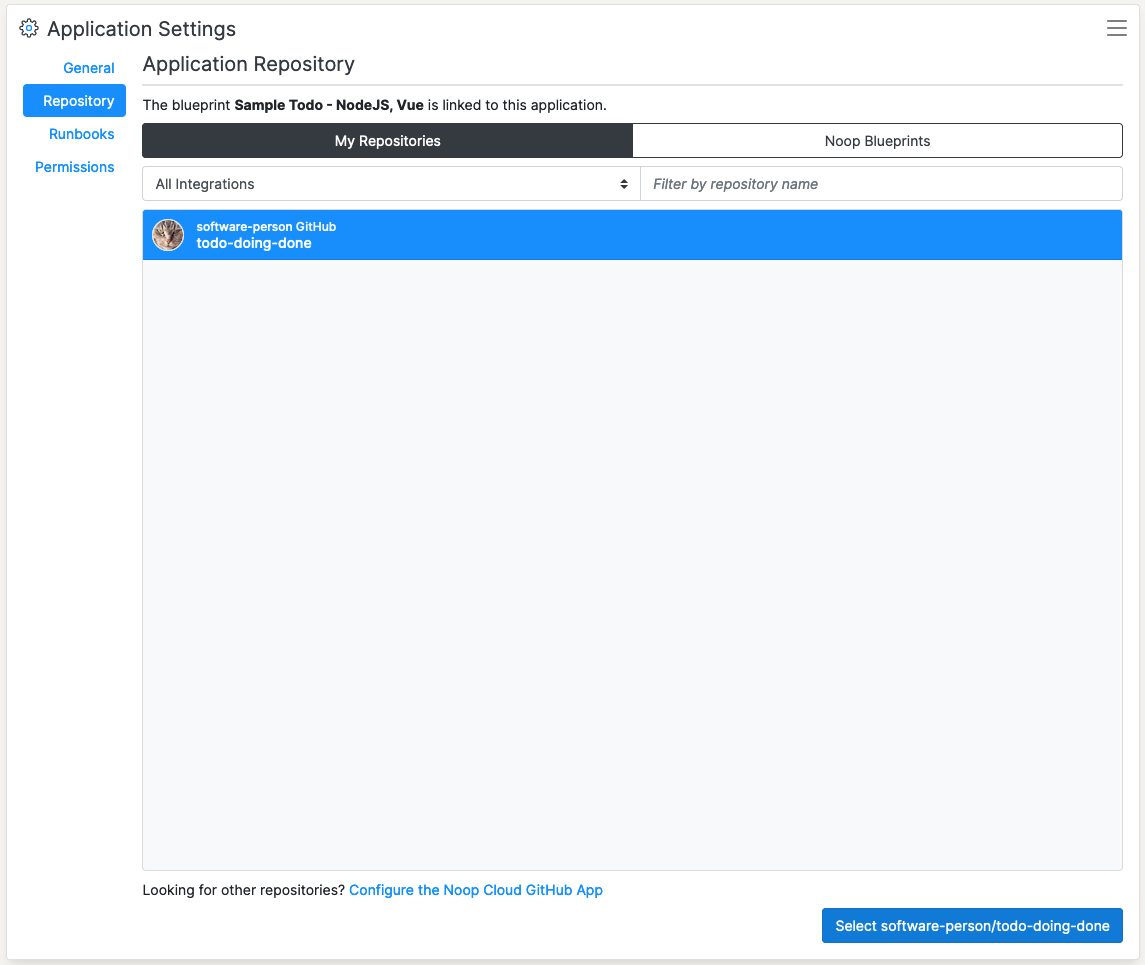 Application Settings
General
Repository
Runbooks
Permissions
Application Repository
The blueprint Sample Todo - NodeJS, Vue is linked to this application.
My Repositories
Noop Blueprints
All Integrations
Filter by repository name
software-person GitHub
todo-doing-done
Looking for other repositories? Configure the Noop Cloud GitHub App
Select software-person/todo-doing-done